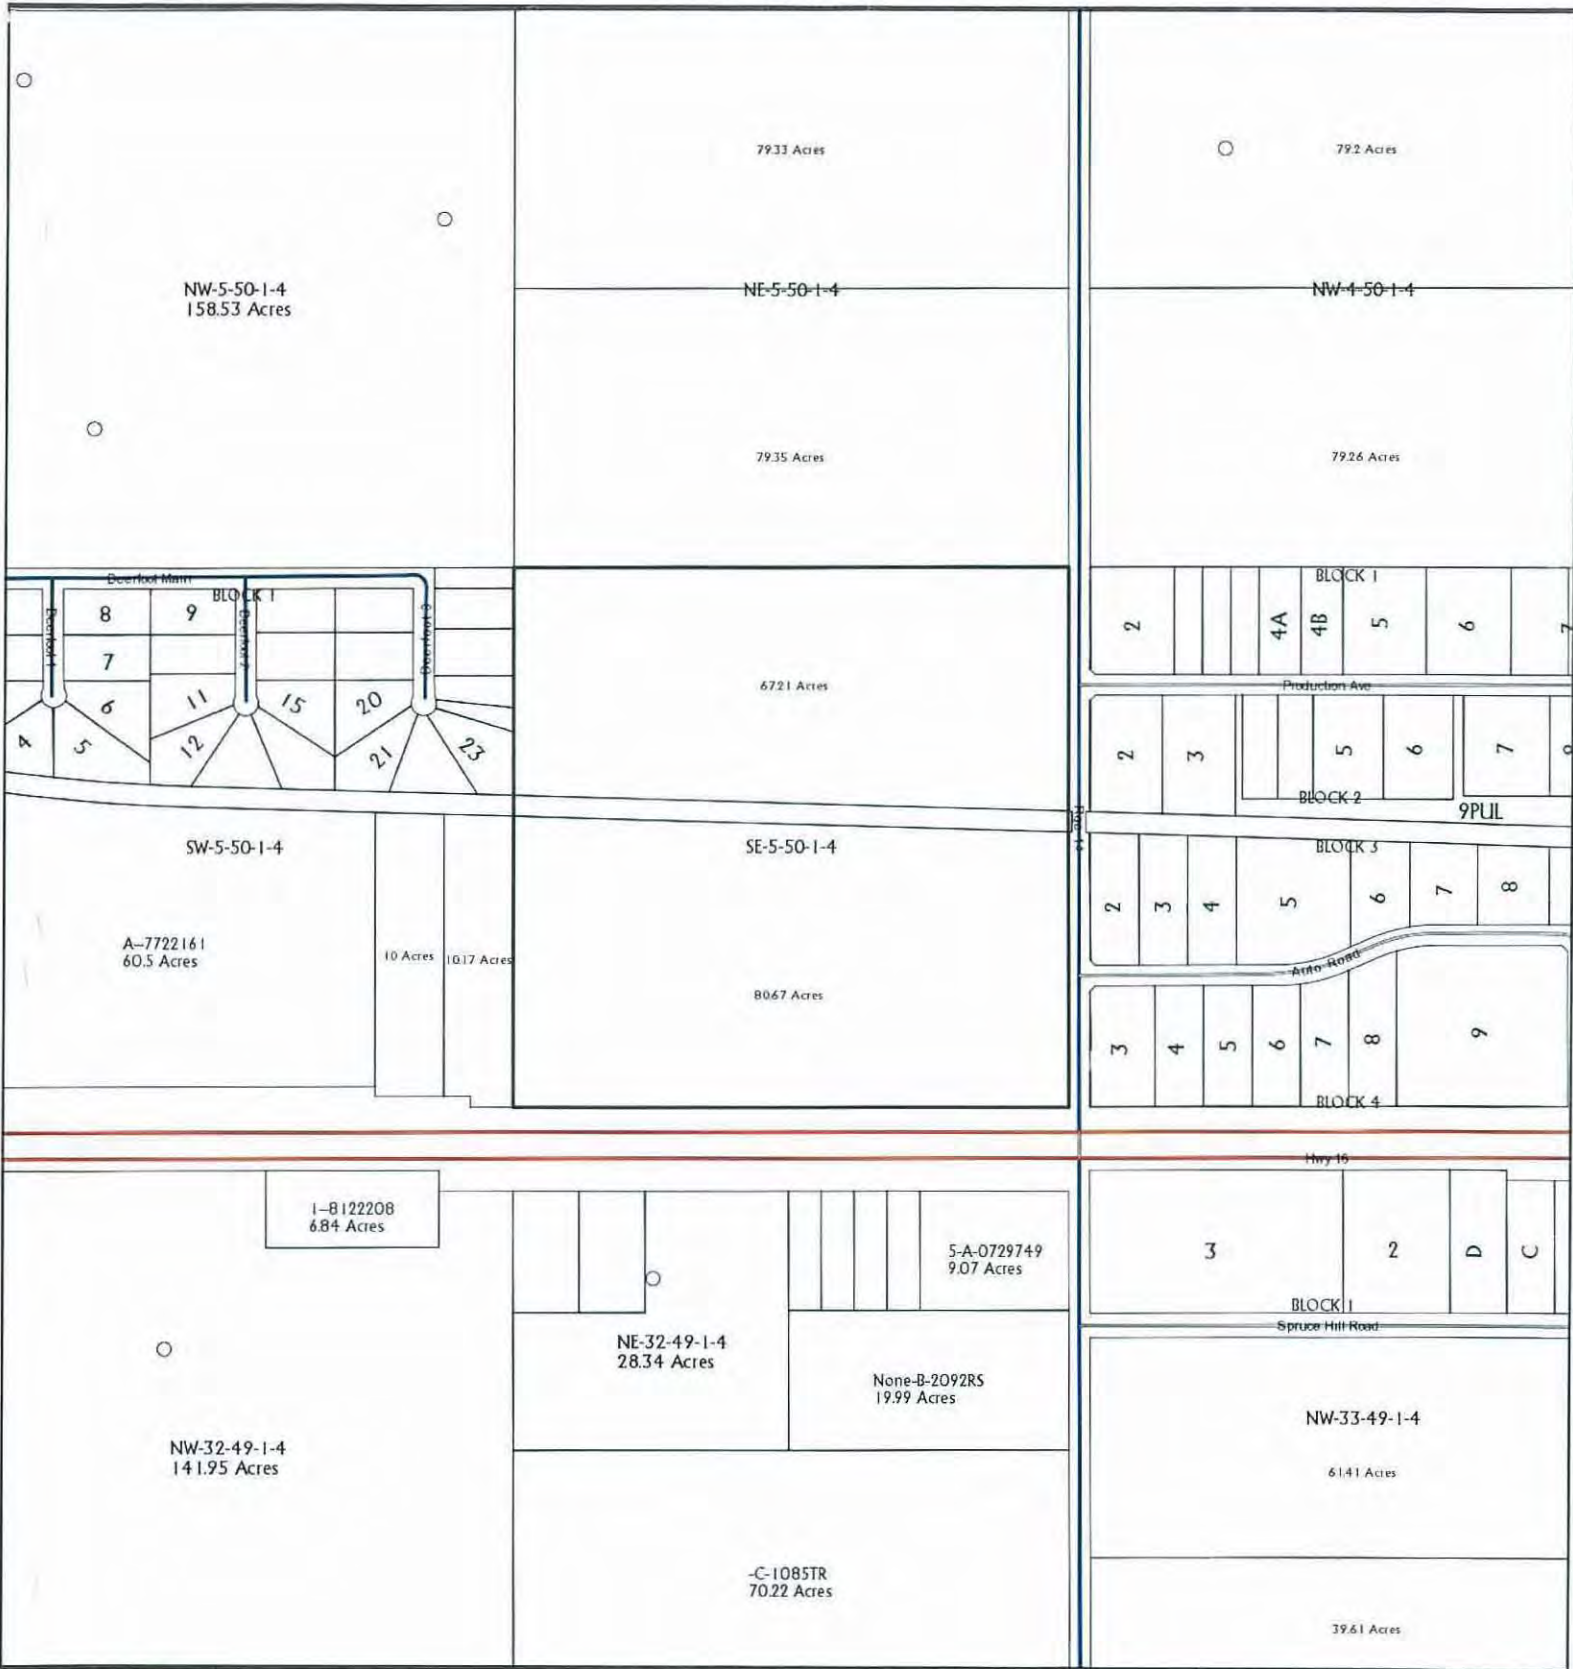 79.33 Acres
79.2 Acres
NW-5-50-1-4
158.53 Acres
NE-5-50-1-4
NW-4-50-1-4
79.35 Acres
79.26 Acres
Deerfoot Main
BLOCK 1
8
9
7
6
11
15
20
4
5
12
21
23
Deerfoot 1
Deerfoot 2
Deerfoot 3
67.21 Acres
BLOCK 1
2
4A
4B
5
6
7
Production Ave
2
3
5
6
7
BLOCK 2
9PUL
SW-5-50-1-4
SE-5-50-1-4
BLOCK 3
2
3
4
5
6
7
8
A-7722161
60.5 Acres
10 Acres
10.17 Acres
80.67 Acres
Auto Road
3
4
5
6
7
8
9
BLOCK 4
Hwy 16
1-8122208
6.84 Acres
5-A-0729749
9.07 Acres
3
2
D
C
BLOCK 1
Spruce Hill Road
NE-32-49-1-4
28.34 Acres
None-B-2092RS
19.99 Acres
NW-33-49-1-4
61.41 Acres
NW-32-49-1-4
141.95 Acres
-C-1085TR
70.22 Acres
39.61 Acres